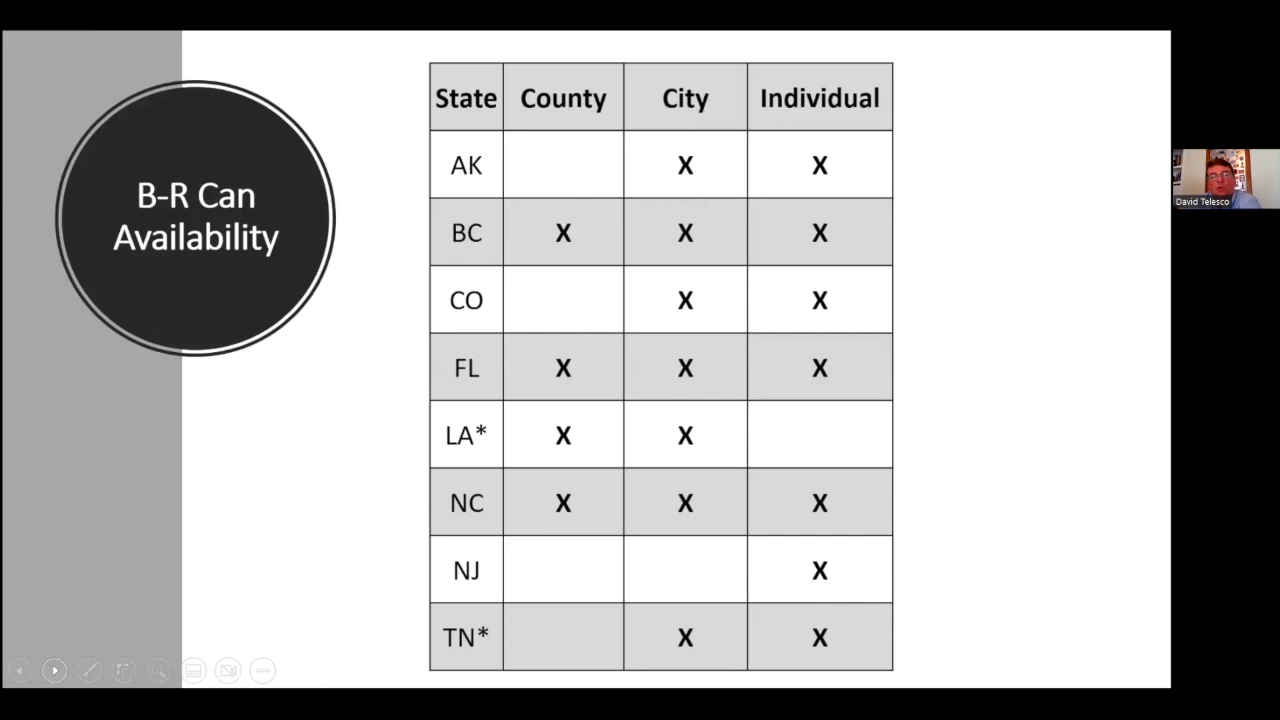 B-R Can
Availability
State County City Individual
AK X X
BC X X X
CO X X
FL X X X
LA* X X
NC X X X
NJ X
TN* X X
David Telesco